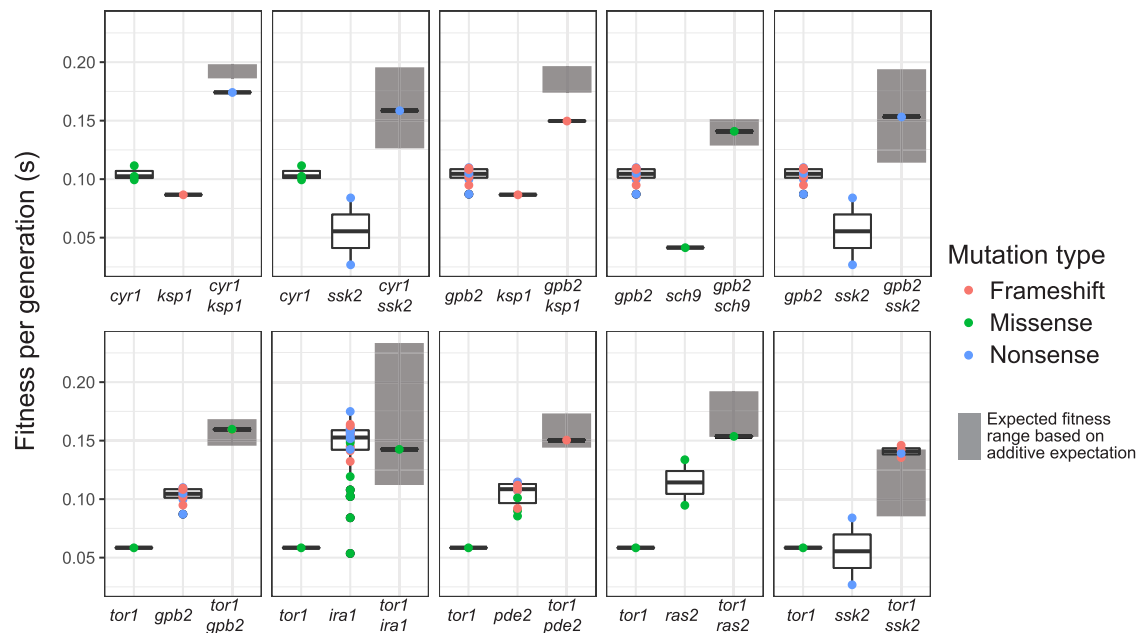 Fitness per generation (s)
0.20
0.15
0.10
0.05
cyr1 ksp1 cyr1
ksp1
cyr1 ssk2 cyr1
ssk2
gpb2 ksp1 gpb2
ksp1
gpb2 sch9 gpb2
sch9
gpb2 ssk2 gpb2
ssk2
0.20
0.15
0.10
0.05
tor1 gpb2 tor1
gpb2
tor1 ira1 tor1
ira1
tor1 pde2 tor1
pde2
tor1 ras2 tor1
ras2
tor1 ssk2 tor1
ssk2
Mutation type
Frameshift
Missense
Nonsense
Expected fitness
range based on
additive expectation